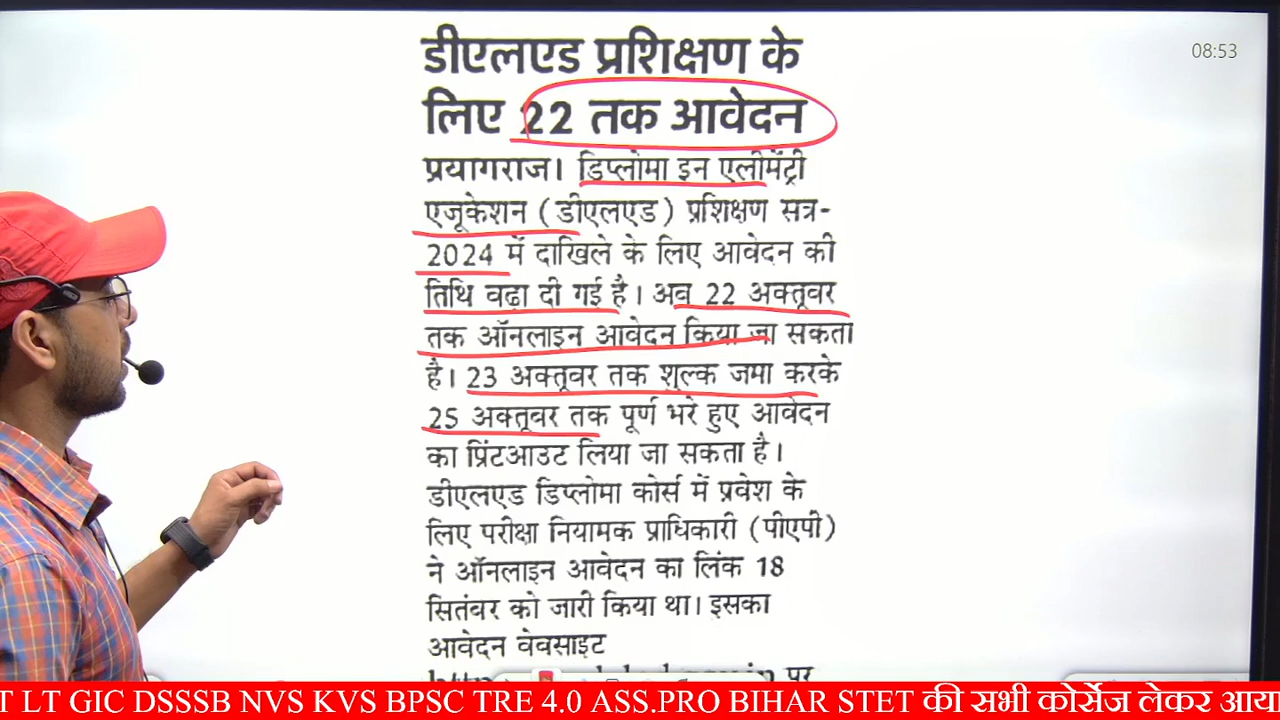 08:53
डीएलएड प्रशिक्षण के
लिए 22 तक आवेदन
प्रयागराज। डिप्लोमा इन एलीमेंट्री
एजूकेशन (डीएलएड) प्रशिक्षण सत्र-
2024 में दाखिले के लिए आवेदन की
तिथि बढ़ा दी गई है। अब 22 अक्तूबर
तक ऑनलाइन आवेदन किया जा सकता
है। 23 अक्तूबर तक शुल्क जमा करके
25 अक्तूबर तक पूर्ण भरे हुए आवेदन
का प्रिंटआउट लिया जा सकता है।
डीएलएड डिप्लोमा कोर्स में प्रवेश के
लिए परीक्षा नियामक प्राधिकारी (पीएपी)
ने ऑनलाइन आवेदन का लिंक 18
सितंबर को जारी किया था। इसका
आवेदन वेबसाइट
पर
T LT GIC DSSSB NVS KVS BPSC TRE 4.0 ASS.PRO BIHAR STET की सभी कोर्सेज लेकर आया